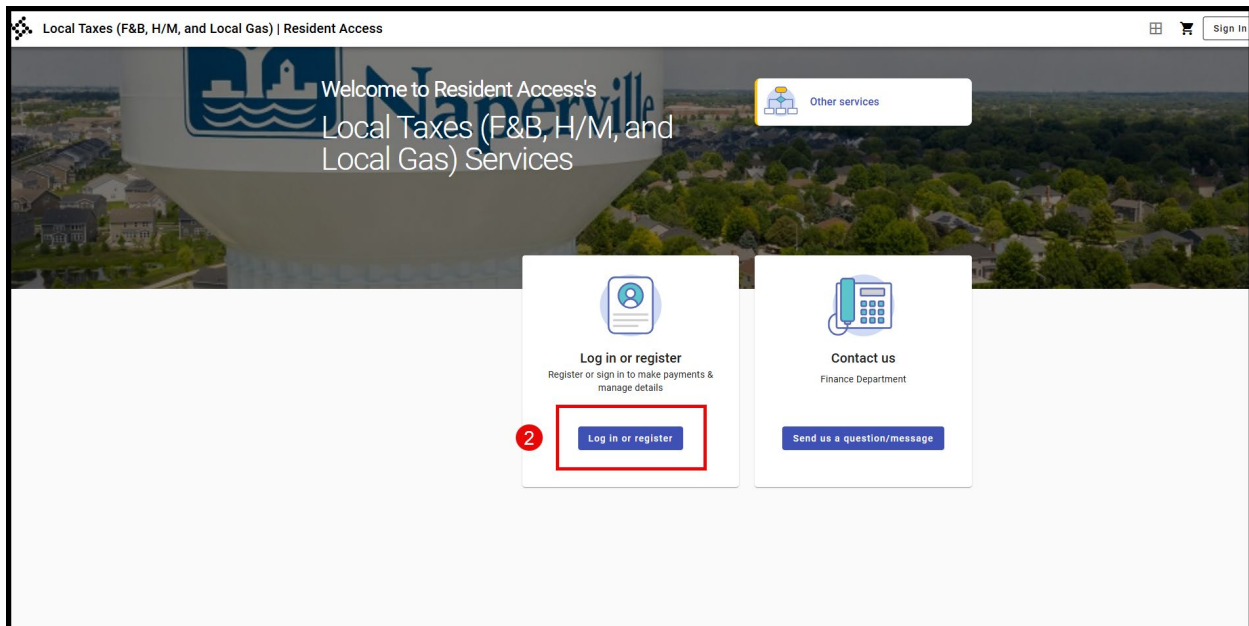 Local Taxes (F&B, H/M, and Local Gas) | Resident Access
Sign In
Naperville
Welcome to Resident Access's
Local Taxes (F&B, H/M, and
Local Gas) Services
Other services
Log in or register
Register or sign in to make payments &
manage details
2
Log in or register
Contact us
Finance Department
Send us a question/message